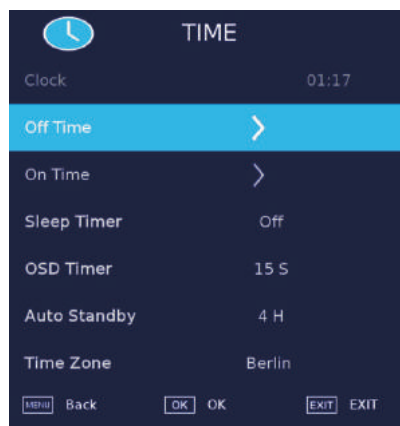 TIME
Clock 01:17
Off Time
On Time
Sleep Timer Off
OSD Timer 15 S
Auto Standby 4 H
Time Zone Berlin
MENU Back OK OK EXIT EXIT